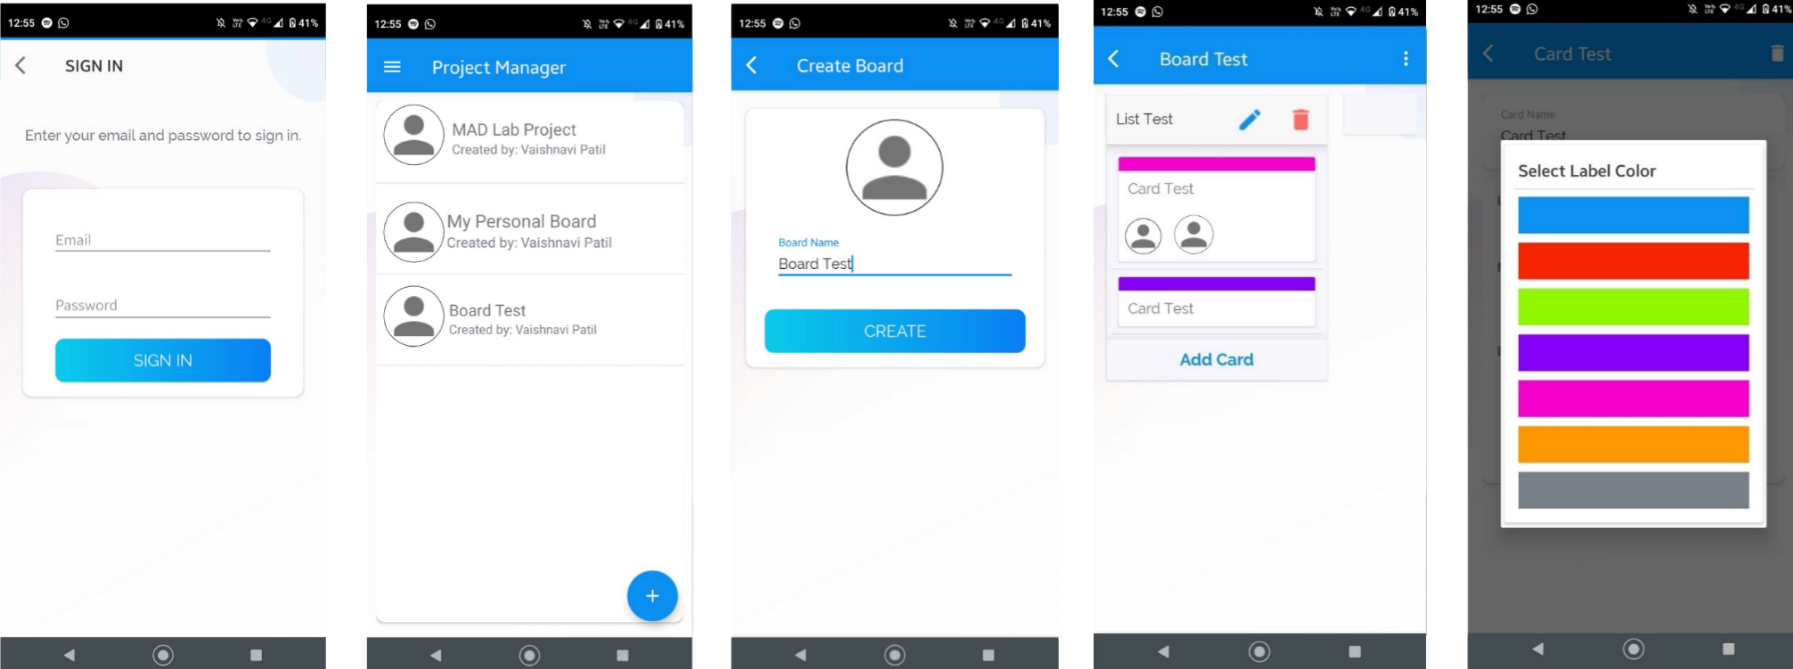 12:55
41%
SIGN IN
Enter your email and password to sign in.
Email
Password
SIGN IN
12:55
4G
41%
Project Manager
MAD Lab Project
Created by: Vaishnavi Patil
My Personal Board
Created by: Vaishnavi Patil
Board Test
Created by: Vaishnavi Patil
+
12:55
4G
41%
Create Board
Board Name
Board Test
CREATE
12:55
4G
41%
Board Test
List Test
Card Test
Card Test
Add Card
12:55
4G
41%
Card Test
Card Name
Card Test
Select Label Color